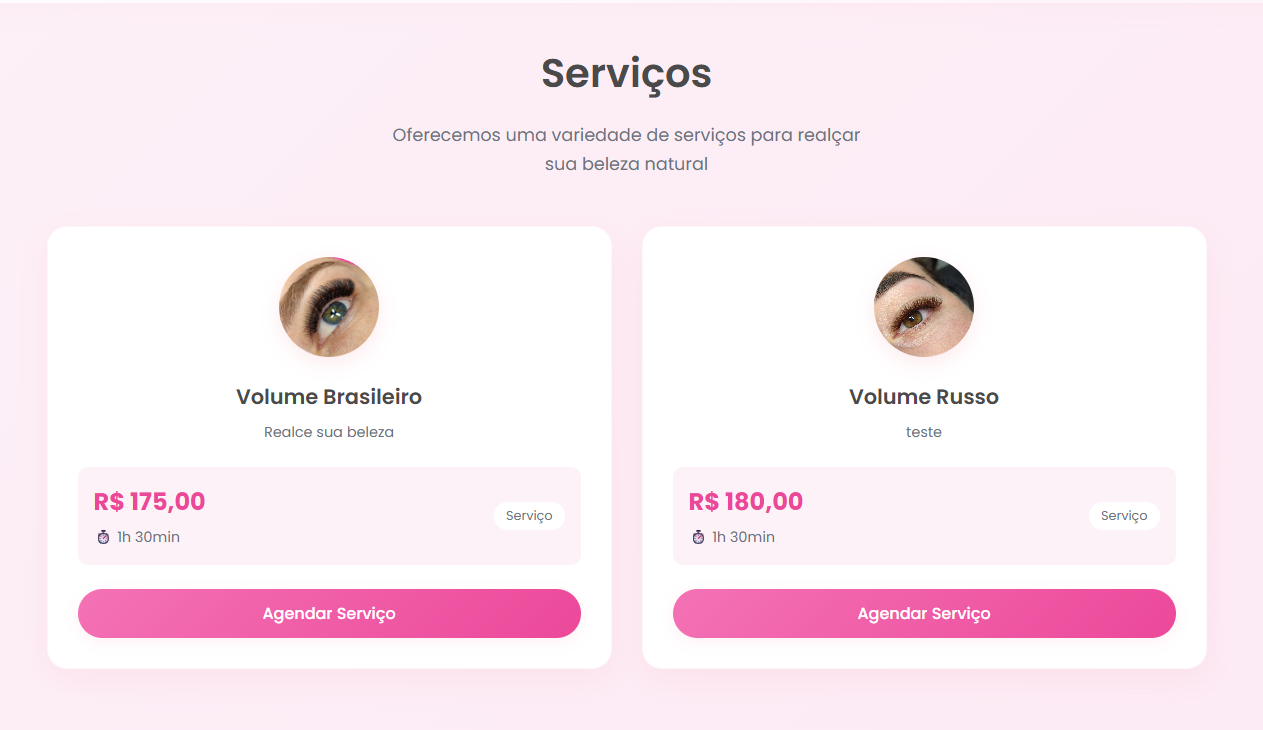 Serviços
Oferecemos uma variedade de serviços para realçar
sua beleza natural
Volume Brasileiro
Realce sua beleza
R$ 175,00
1h 30min
Serviço
Agendar Serviço
Volume Russo
teste
R$ 180,00
1h 30min
Serviço
Agendar Serviço